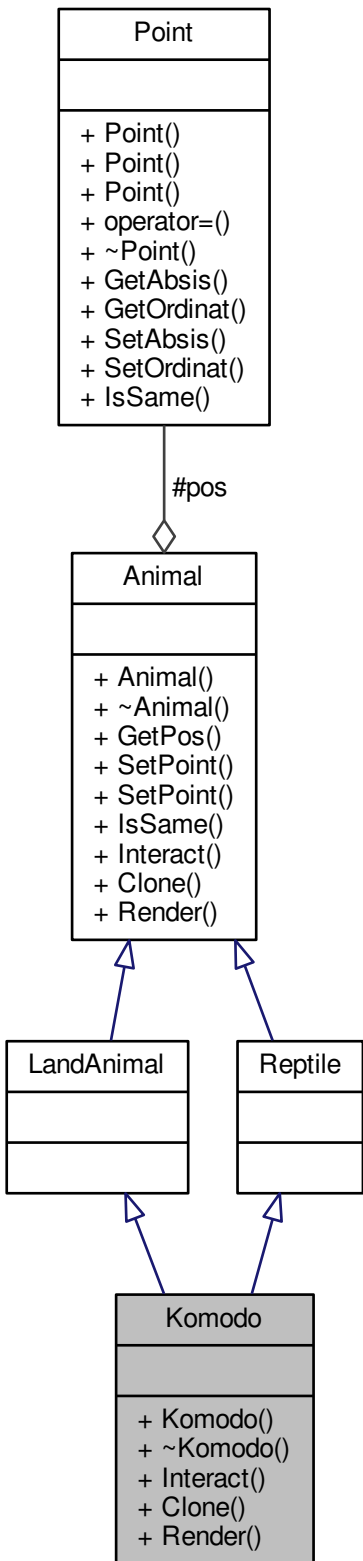 Point
+ Point()
+ Point()
+ Point()
+ operator=()
+ ~Point()
+ GetAbsis()
+ GetOrdinat()
+ SetAbsis()
+ SetOrdinat()
+ IsSame()
#pos
Animal
+ Animal()
+ ~Animal()
+ GetPos()
+ SetPoint()
+ SetPoint()
+ IsSame()
+ Interact()
+ Clone()
+ Render()
LandAnimal
Reptile
Komodo
+ Komodo()
+ ~Komodo()
+ Interact()
+ Clone()
+ Render()